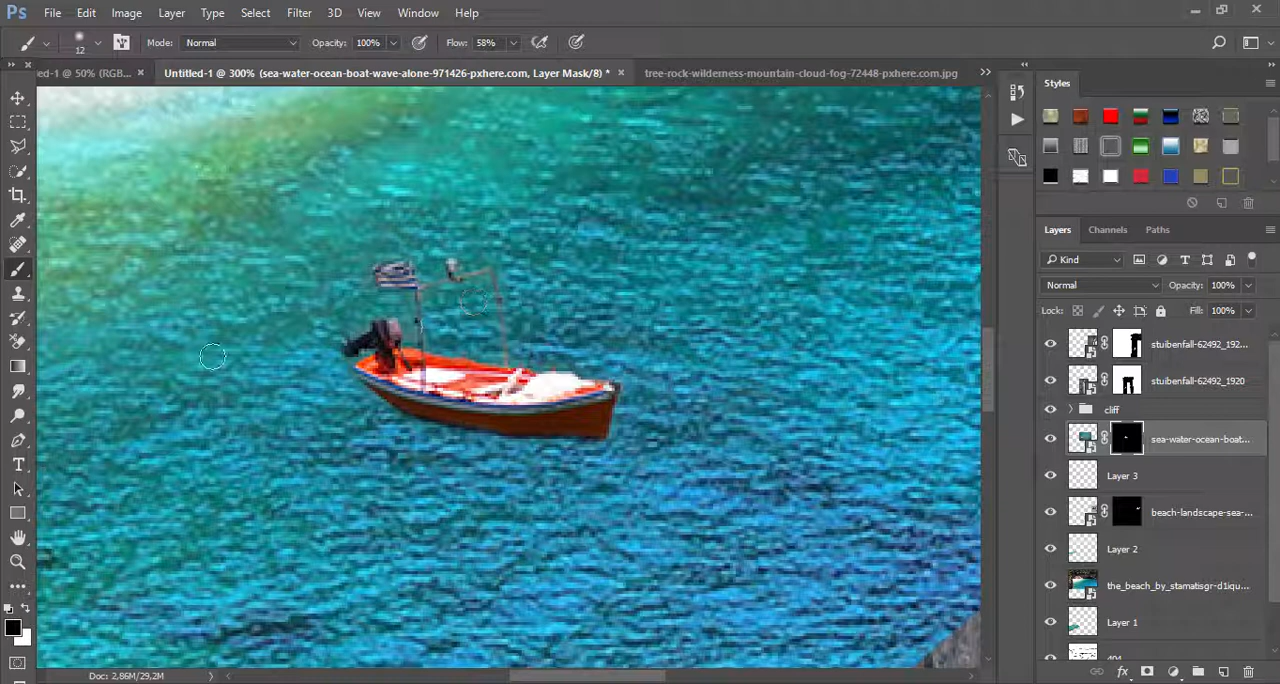 Ps File Edit Image Layer Type Select Filter 3D View Window Help
12 Mode: Normal Opacity: 100% Flow: 58%
led-1 @ 50% (RGB... × Untitled-1 @ 300% (sea-water-ocean-boat-wave-alone-971426-pxhere.com, Layer Mask/8) * × tree-rock-wilderness-mountain-cloud-fog-72448-pxhere.com.jpg
Styles
Layers Channels Paths
Kind
Normal Opacity: 100%
Lock: Fill: 100%
stuibenfall-62492_192...
stuibenfall-62492_1920
cliff
sea-water-ocean-boat...
Layer 3
beach-landscape-sea-...
Layer 2
the_beach_by_stamatisgr-d1iqu...
Layer 1
Doc: 2,86M/29,2M